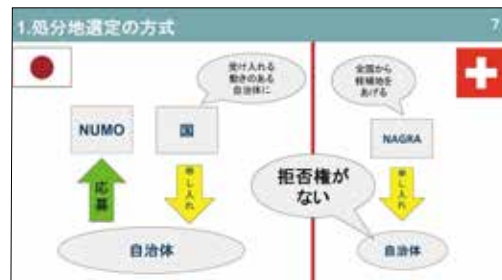 1.処分地選定の方式
7
受け入れる
動きのある
自治体に
全国から
候補地を
あげる
NUMO
国
NAGRA
応募
申し入れ
拒否権が
ない
申し入れ
自治体
自治体